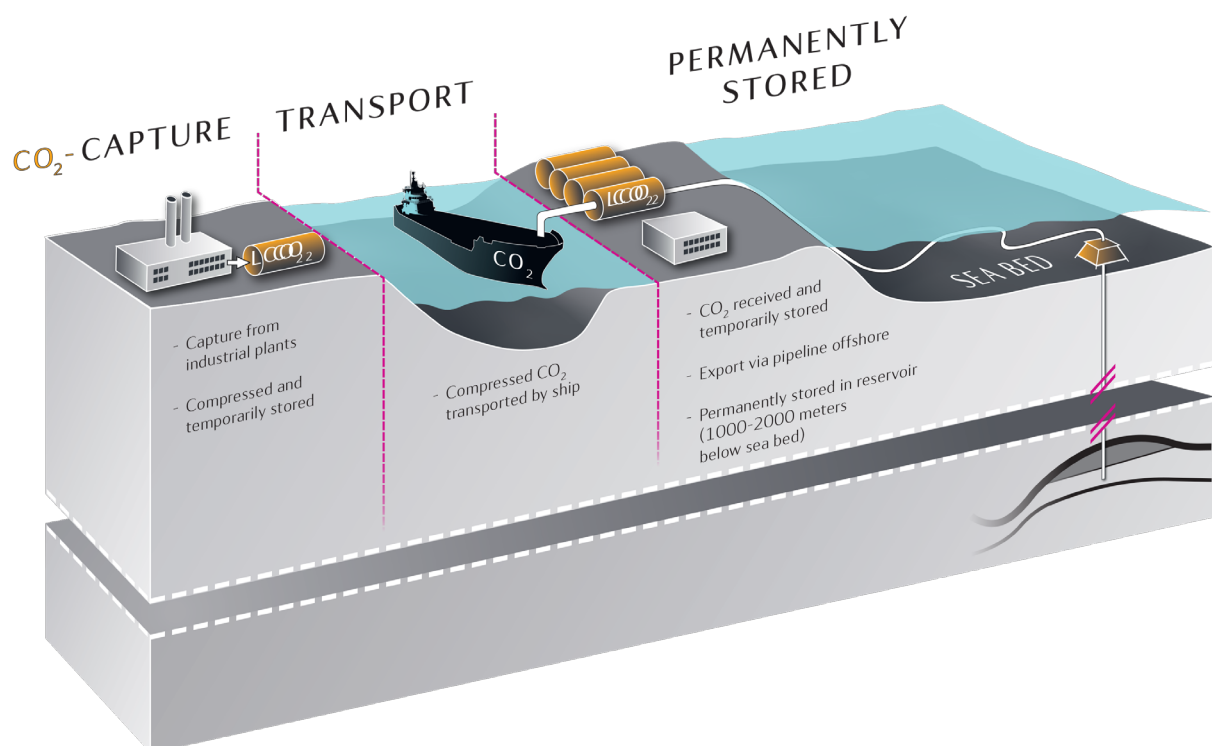 CO₂-CAPTURE
TRANSPORT
PERMANENTLY
STORED
LCCOO₂₂
CO₂
LCCOO₂₂
SEA BED
- Capture from
industrial plants
- Compressed and
temporarily stored
- Compressed CO₂
transported by ship
- CO₂ received and
temporarily stored
- Export via pipeline offshore
- Permanently stored in reservoir
(1000-2000 meters
below sea bed)